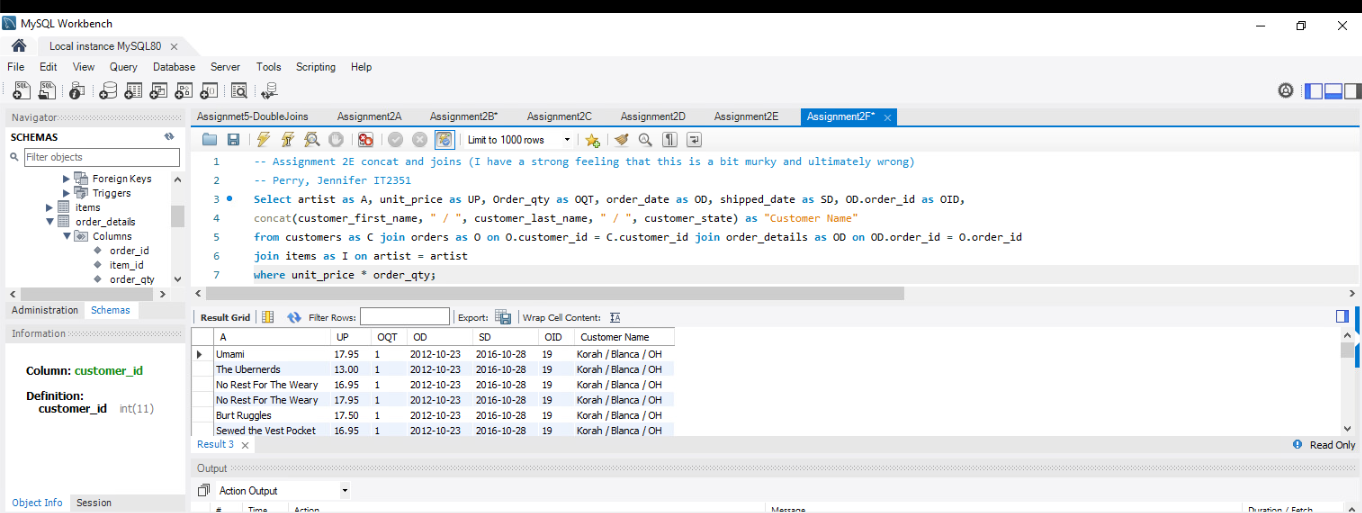 MySQL Workbench
Local instance MySQL80
File Edit View Query Database Server Tools Scripting Help
Navigator
SCHEMAS
Filter objects
Foreign Keys
Triggers
items
order_details
Columns
order_id
item_id
order_qty
Administration Schemas
Information
Column: customer_id
Definition:
customer_id int(11)
Object Info Session
Assignmet5-DoubleJoins Assignment2A Assignment2B* Assignment2C Assignment2D Assignment2E Assignment2F*
Limit to 1000 rows
1 -- Assignment 2E concat and joins (I have a strong feeling that this is a bit murky and ultimately wrong)
2 -- Perry, Jennifer IT2351
3 Select artist as A, unit_price as UP, Order_qty as OQT, order_date as OD, shipped_date as SD, OD.order_id as OID,
4 concat(customer_first_name, " / ", customer_last_name, " / ", customer_state) as "Customer Name"
5 from customers as C join orders as O on O.customer_id = C.customer_id join order_details as OD on OD.order_id = O.order_id
6 join items as I on artist = artist
7 where unit_price * order_qty;
Result Grid Filter Rows: Export: Wrap Cell Content:
A UP OQT OD SD OID Customer Name
Umami 17.95 1 2012-10-23 2016-10-28 19 Korah / Blanca / OH
The Ubernerds 13.00 1 2012-10-23 2016-10-28 19 Korah / Blanca / OH
No Rest For The Weary 16.95 1 2012-10-23 2016-10-28 19 Korah / Blanca / OH
No Rest For The Weary 17.95 1 2012-10-23 2016-10-28 19 Korah / Blanca / OH
Burt Ruggles 17.50 1 2012-10-23 2016-10-28 19 Korah / Blanca / OH
Sewed the Vest Pocket 16.95 1 2012-10-23 2016-10-28 19 Korah / Blanca / OH
Result 3
Read Only
Output
Action Output
# Time Action Message Duration / Fetch